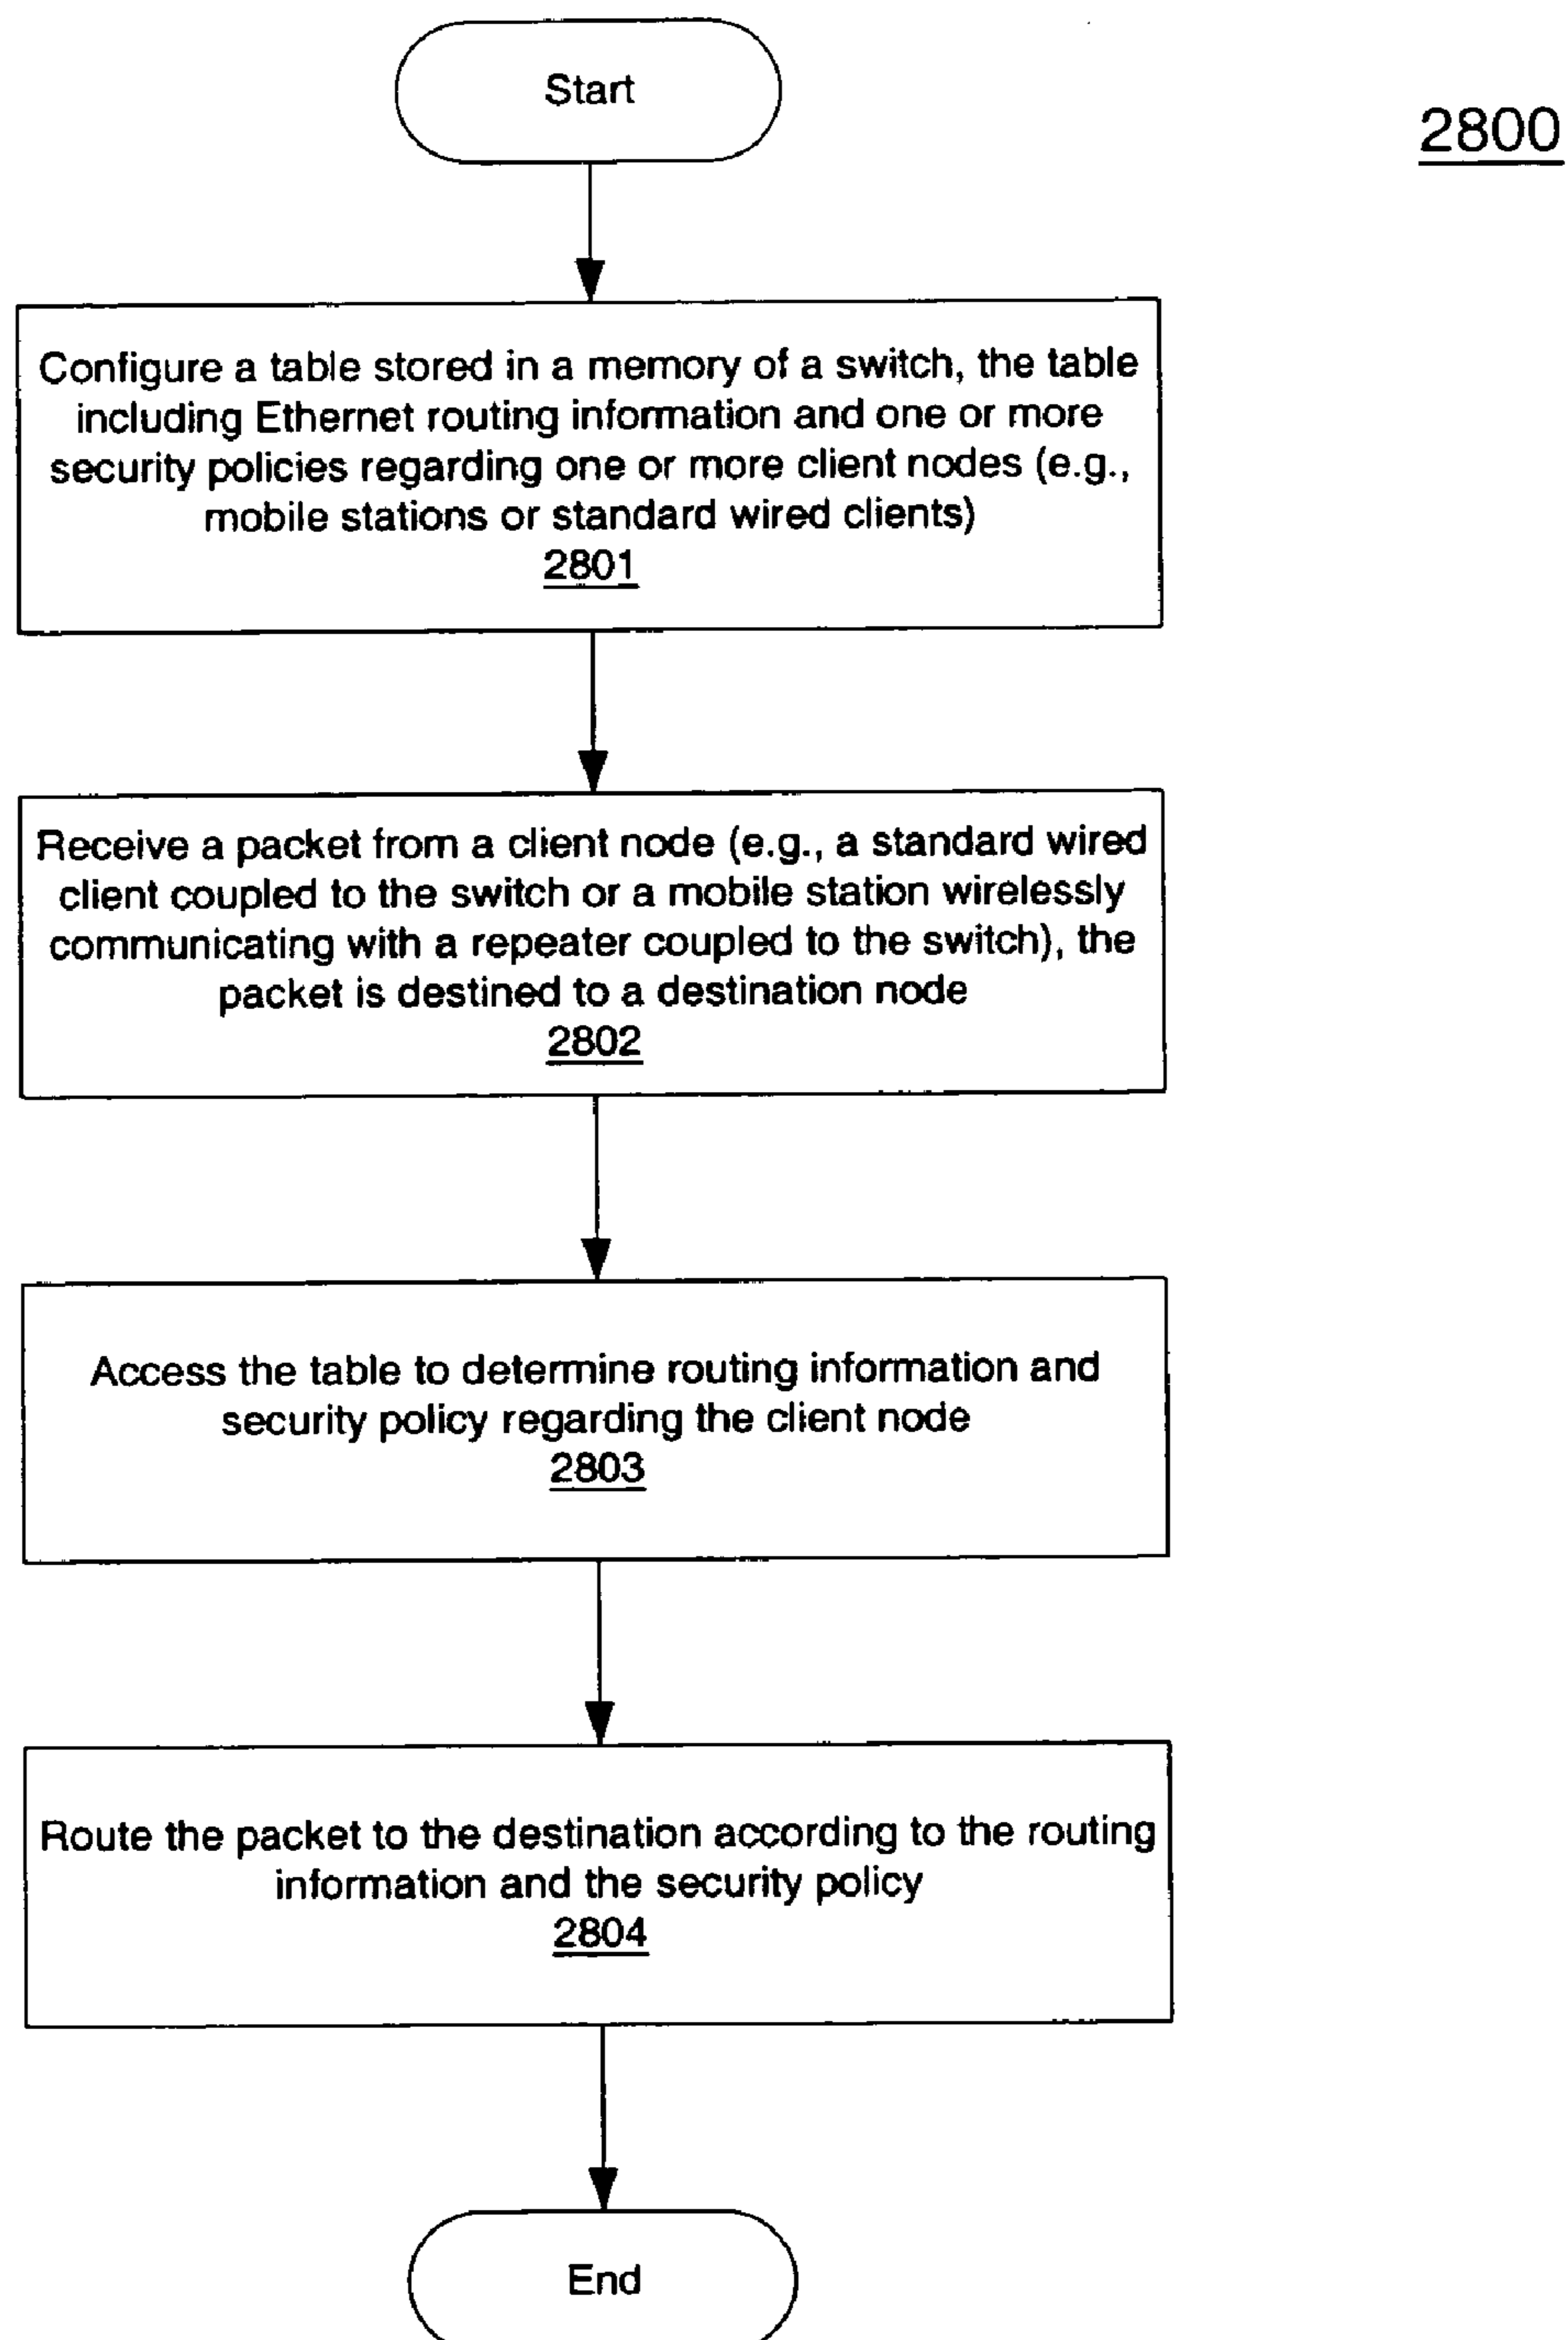 Start
2800
Configure a table stored in a memory of a switch, the table
including Ethernet routing information and one or more
security policies regarding one or more client nodes (e.g.,
mobile stations or standard wired clients)
2801
Receive a packet from a client node (e.g., a standard wired
client coupled to the switch or a mobile station wirelessly
communicating with a repeater coupled to the switch), the
packet is destined to a destination node
2802
Access the table to determine routing information and
security policy regarding the client node
2803
Route the packet to the destination according to the routing
information and the security policy
2804
End